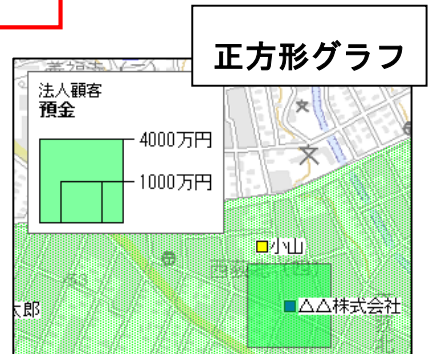 正方形グラフ
法人顧客
預金
4000万円
1000万円
小山
△△株式会社
太郎